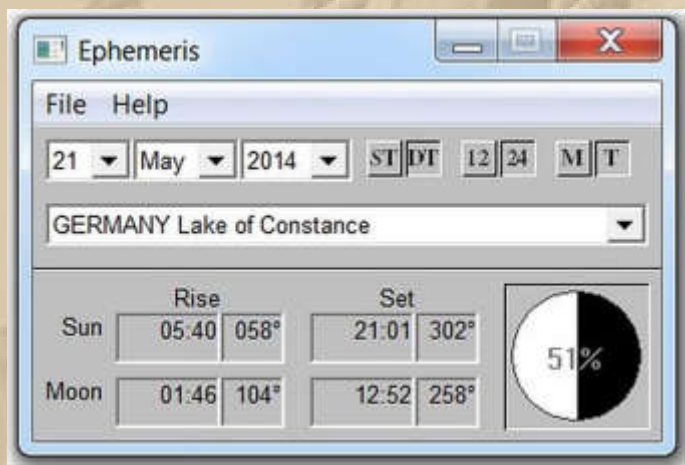 Ephemeris
File Help
21 May 2014 ST DT 12 24 M T
GERMANY Lake of Constance
Rise Set
Sun 05:40 058° 21:01 302°
51%
Moon 01:46 104° 12:52 258°